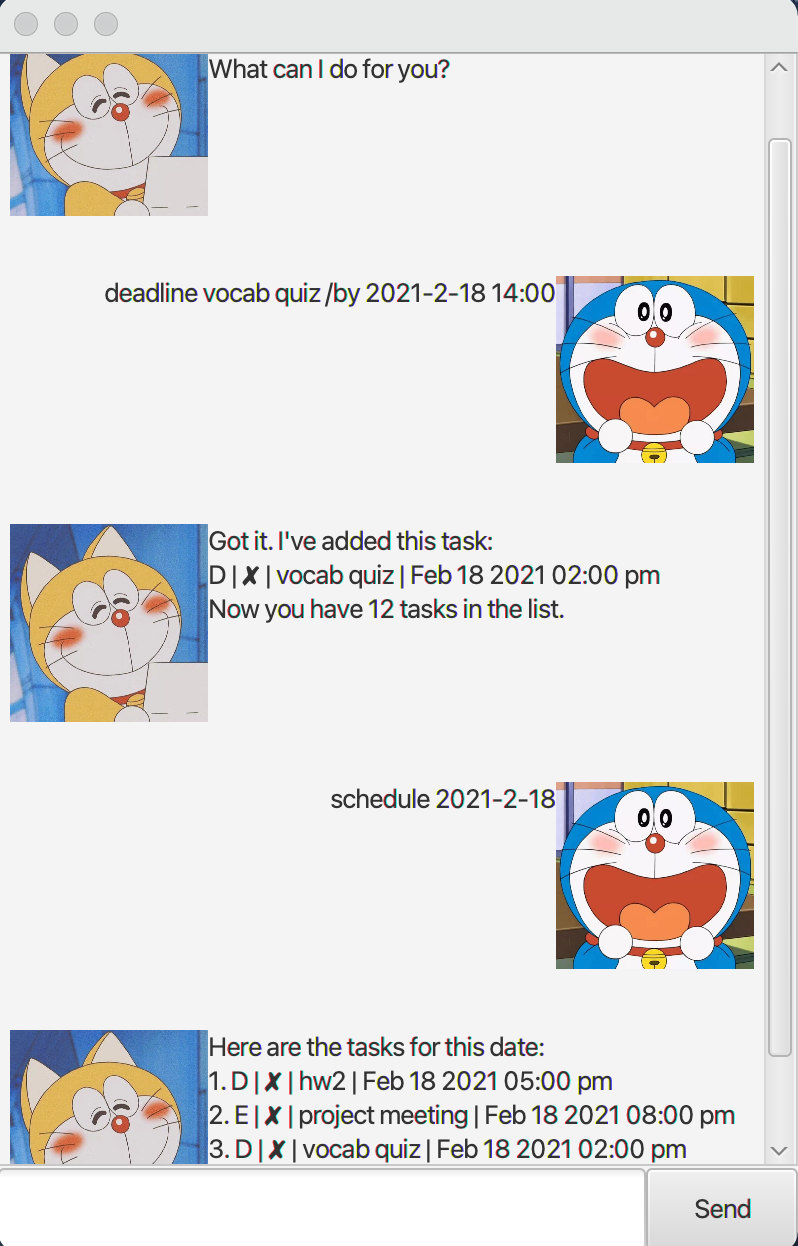 What can I do for you?
deadline vocab quiz /by 2021-2-18 14:00
Got it. I've added this task:
D | ✘ | vocab quiz | Feb 18 2021 02:00 pm
Now you have 12 tasks in the list.
schedule 2021-2-18
Here are the tasks for this date:
1. D | ✘ | hw2 | Feb 18 2021 05:00 pm
2. E | ✘ | project meeting | Feb 18 2021 08:00 pm
3. D | ✘ | vocab quiz | Feb 18 2021 02:00 pm
Send